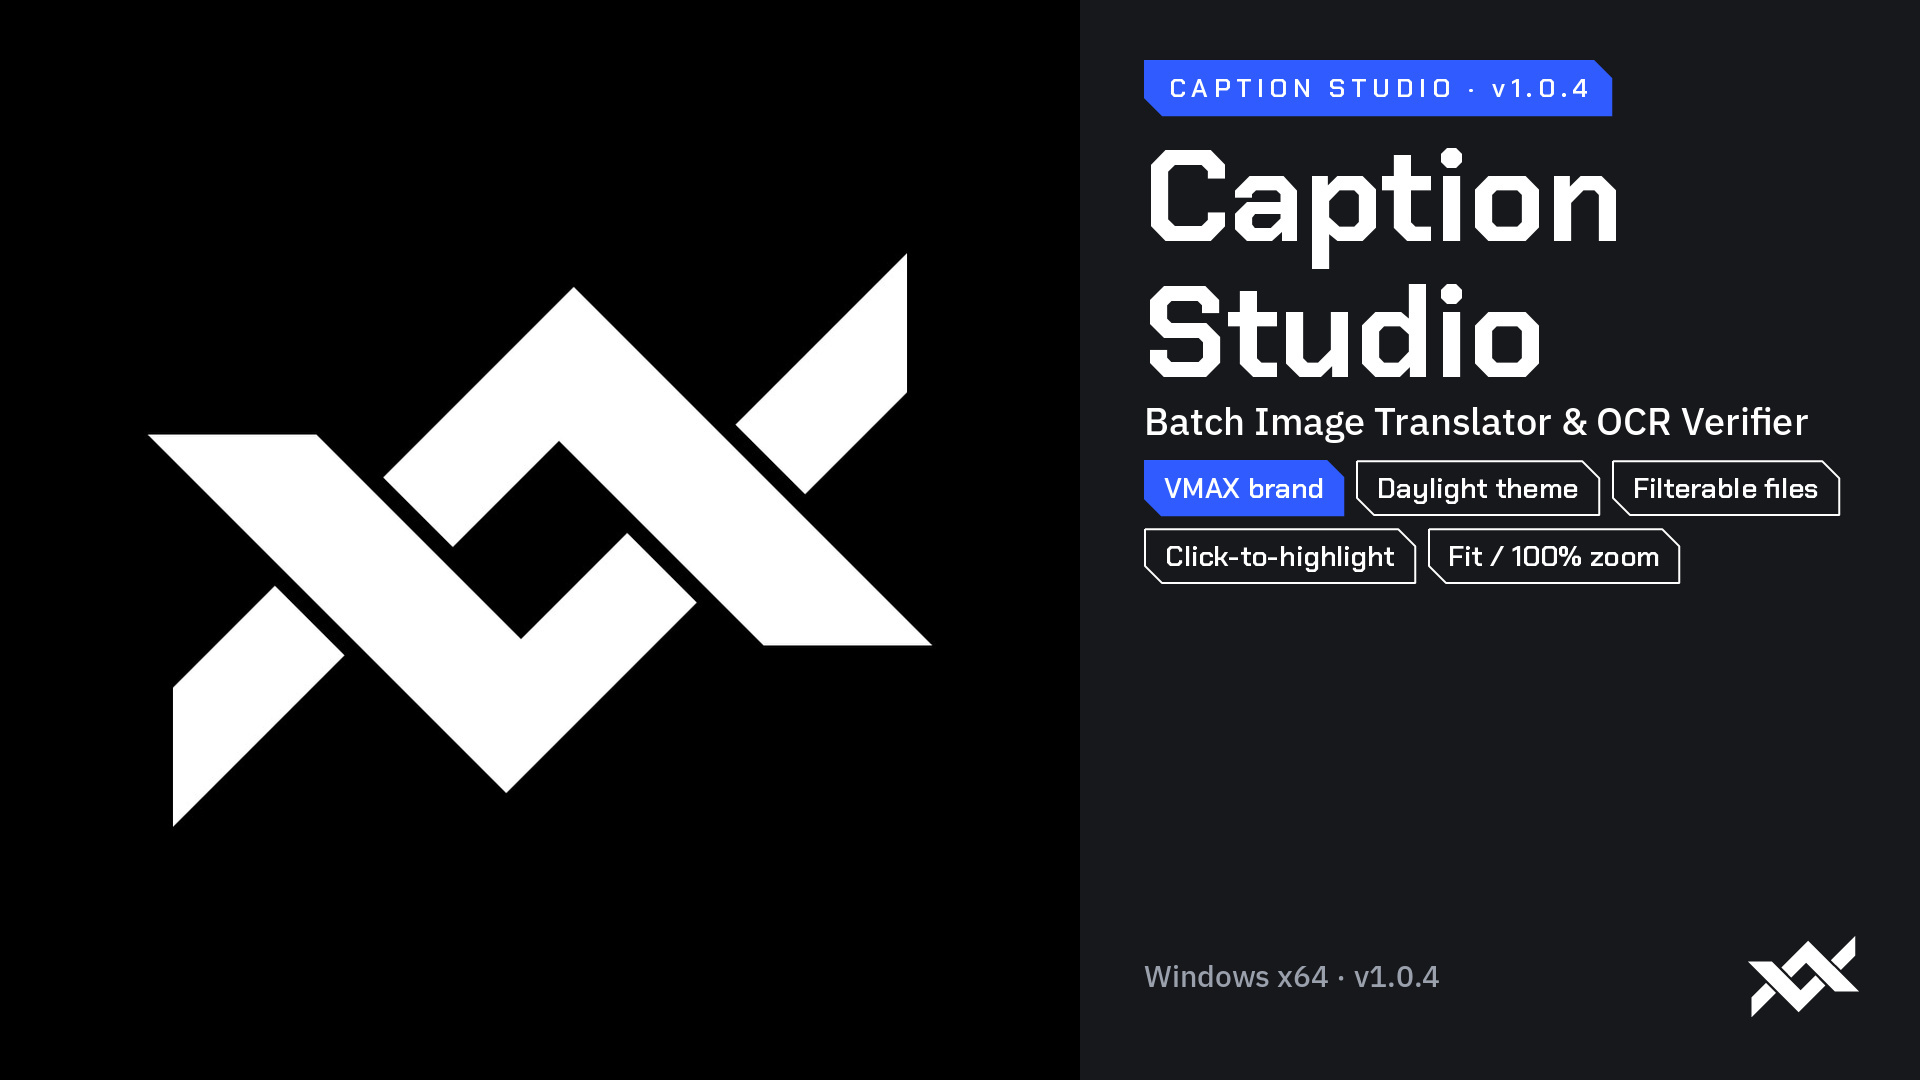 CAPTION STUDIO · v1.0.4
Caption
Studio
Batch Image Translator & OCR Verifier
VMAX brand
Daylight theme
Filterable files
Click-to-highlight
Fit / 100% zoom
Windows x64 · v1.0.4